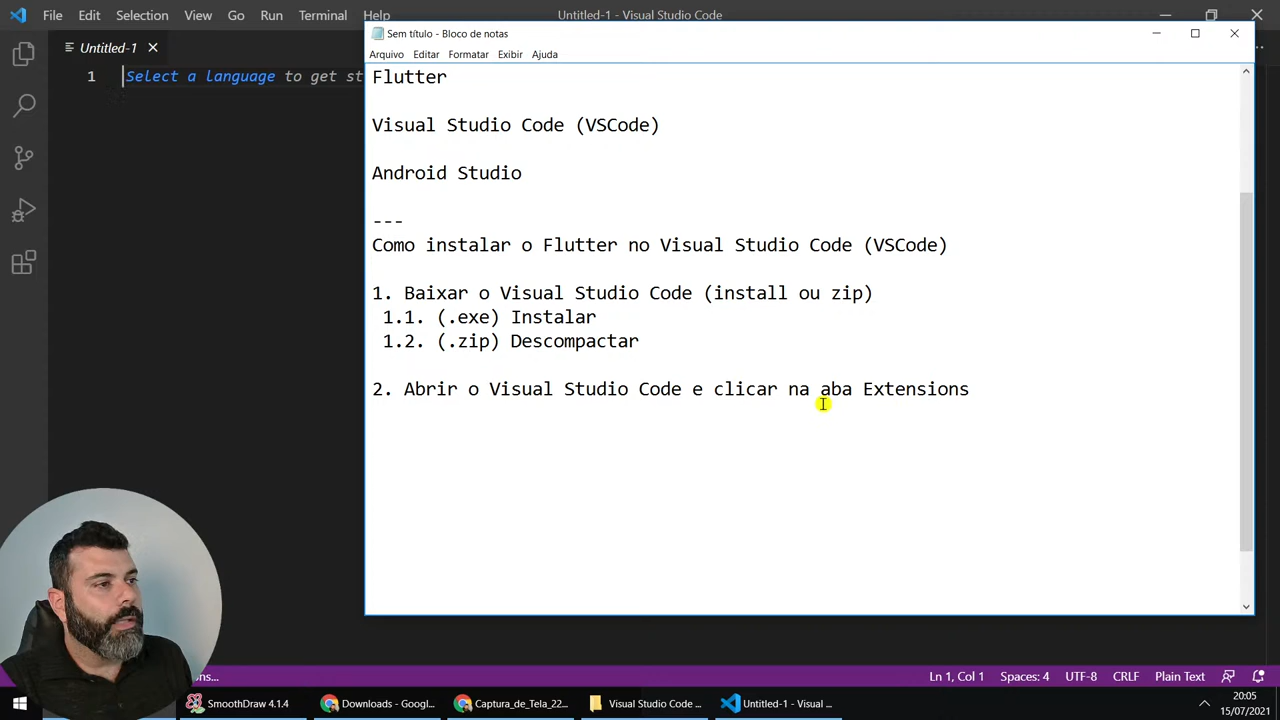 File Edit Selection View Go Run Terminal Help
Untitled-1 - Visual Studio Code
Untitled-1
1
Select a language to get st
Sem título - Bloco de notas
Arquivo Editar Formatar Exibir Ajuda
Flutter
Visual Studio Code (VSCode)
Android Studio
---
Como instalar o Flutter no Visual Studio Code (VSCode)
1. Baixar o Visual Studio Code (install ou zip)
1.1. (.exe) Instalar
1.2. (.zip) Descompactar
2. Abrir o Visual Studio Code e clicar na aba Extensions
ns...
Ln 1, Col 1 Spaces: 4 UTF-8 CRLF Plain Text
SmoothDraw 4.1.4 Downloads - Googl... Captura_de_Tela_22... Visual Studio Code ... Untitled-1 - Visual ...
20:05
15/07/2021